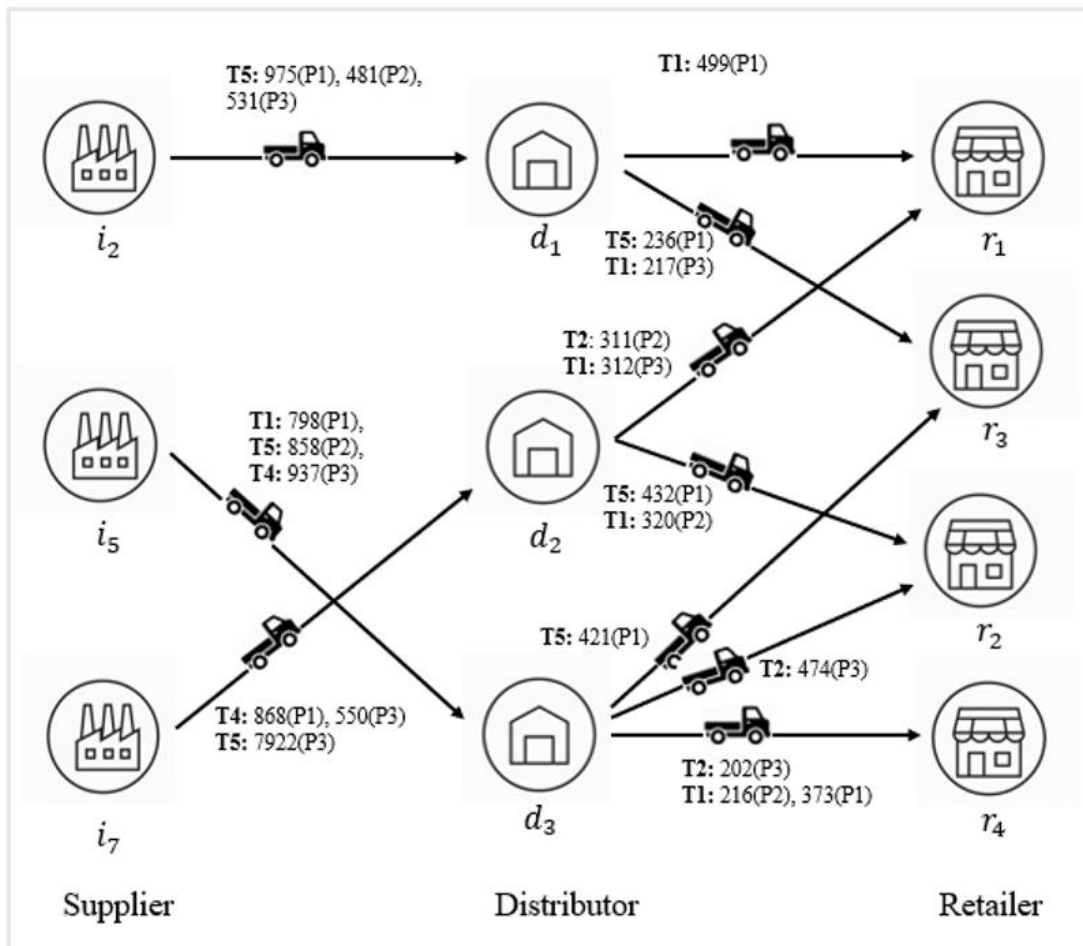 T5: 975(P1), 481(P2),
531(P3)
T1: 499(P1)
i₂
d₁
r₁
T5: 236(P1)
T1: 217(P3)
T2: 311(P2)
T1: 312(P3)
r₃
T1: 798(P1),
T5: 858(P2),
T4: 937(P3)
i₅
d₂
T5: 432(P1)
T1: 320(P2)
r₂
T5: 421(P1)
T2: 474(P3)
T4: 868(P1), 550(P3)
T5: 7922(P3)
T2: 202(P3)
T1: 216(P2), 373(P1)
i₇
d₃
r₄
Supplier
Distributor
Retailer